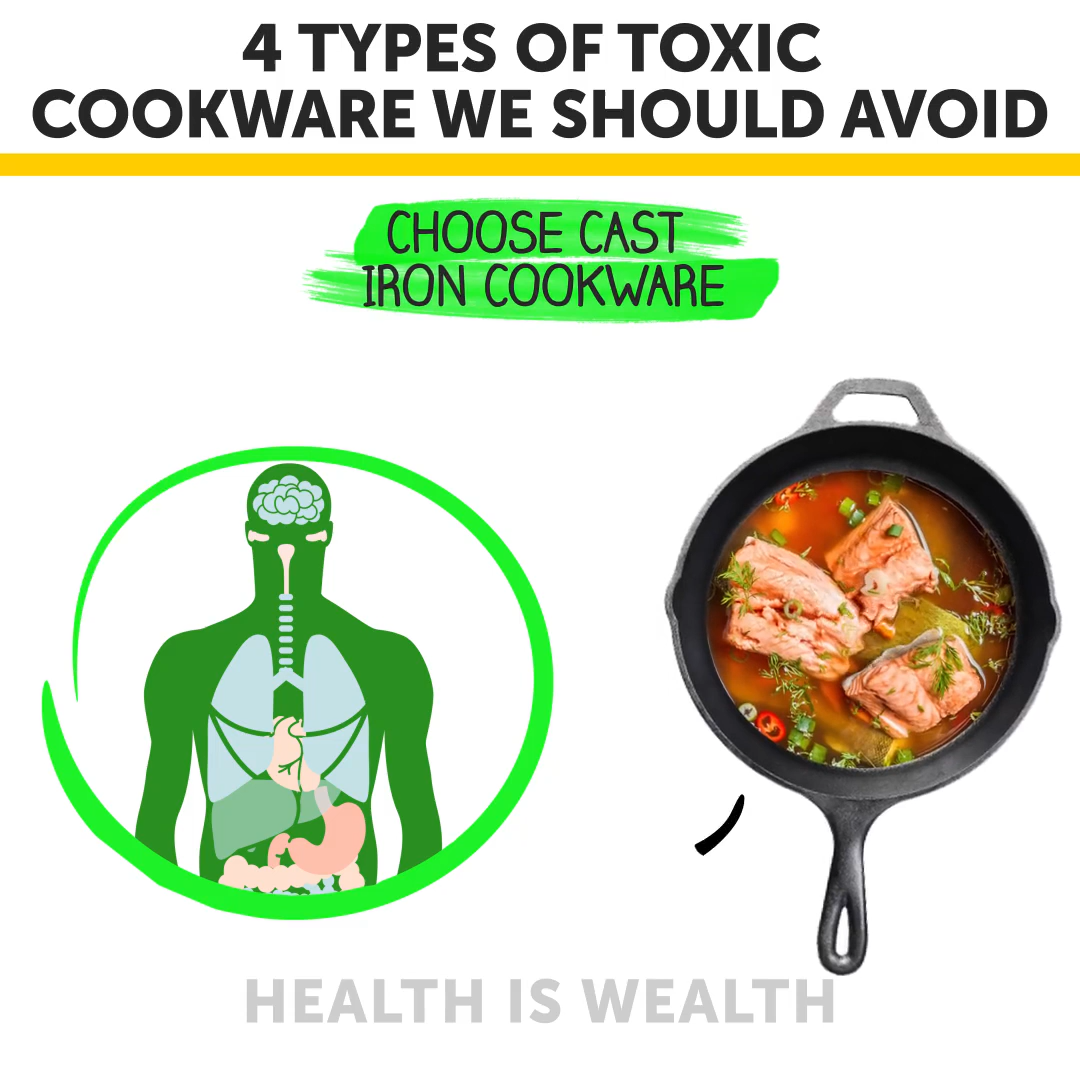 4 TYPES OF TOXIC
COOKWARE WE SHOULD AVOID
CHOOSE CAST
IRON COOKWARE
HEALTH IS WEALTH